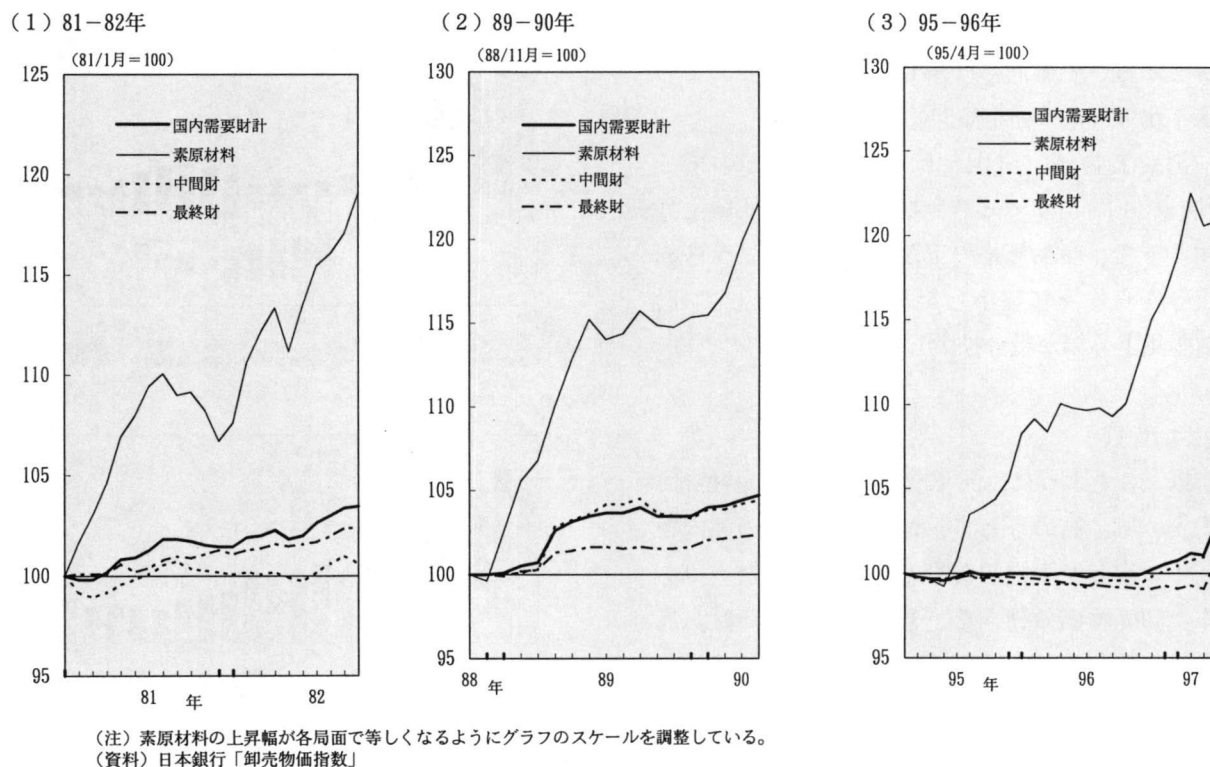 (1) 81－82年
(81/1月＝100)
125
120
115
110
105
100
95
国内需要財計
素原材料
中間財
最終財
81 年 82
(2) 89－90年
(88/11月＝100)
130
125
120
115
110
105
100
95
国内需要財計
素原材料
中間財
最終財
88 年 89 90
(3) 95－96年
(95/4月＝100)
130
125
120
115
110
105
100
95
国内需要財計
素原材料
中間財
最終財
95 年 96 97
(注) 素原材料の上昇幅が各局面で等しくなるようにグラフのスケールを調整している。
(資料) 日本銀行「卸売物価指数」